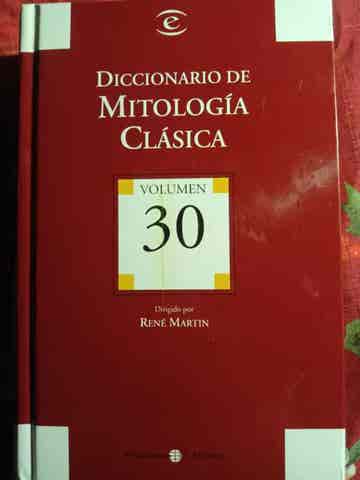 DICCIONARIO DE
MITOLOGÍA
CLÁSICA
VOLUMEN
30
Dirigido por
RENÉ MARTIN